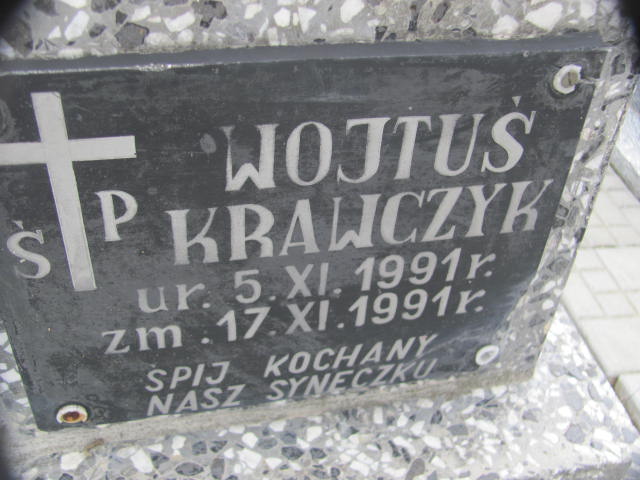 Ś P
WOJTUŚ
KRAWCZYK
ur. 5.XI.1991r.
zm.17.XI.1991r.
SPIJ KOCHANY
NASZ SYNECZKU